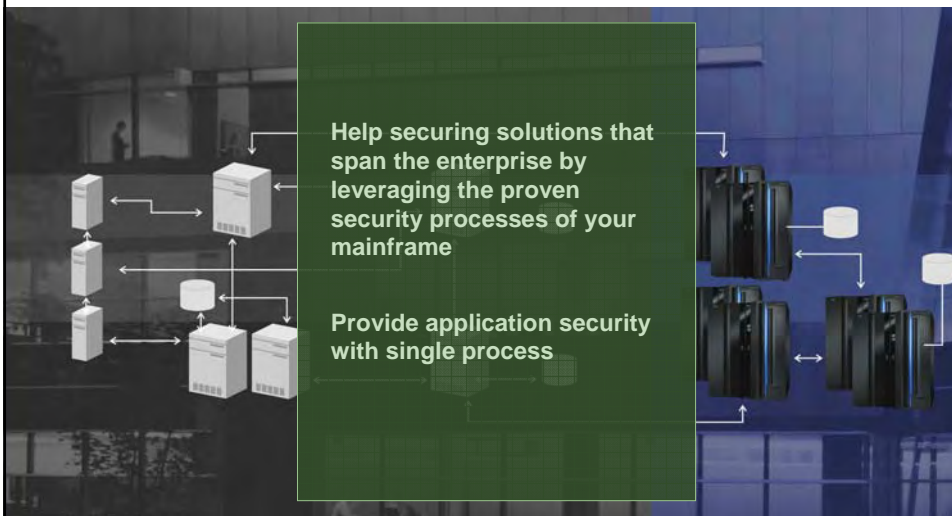 Help securing solutions that
span the enterprise by
leveraging the proven
security processes of your
mainframe
Provide application security
with single process